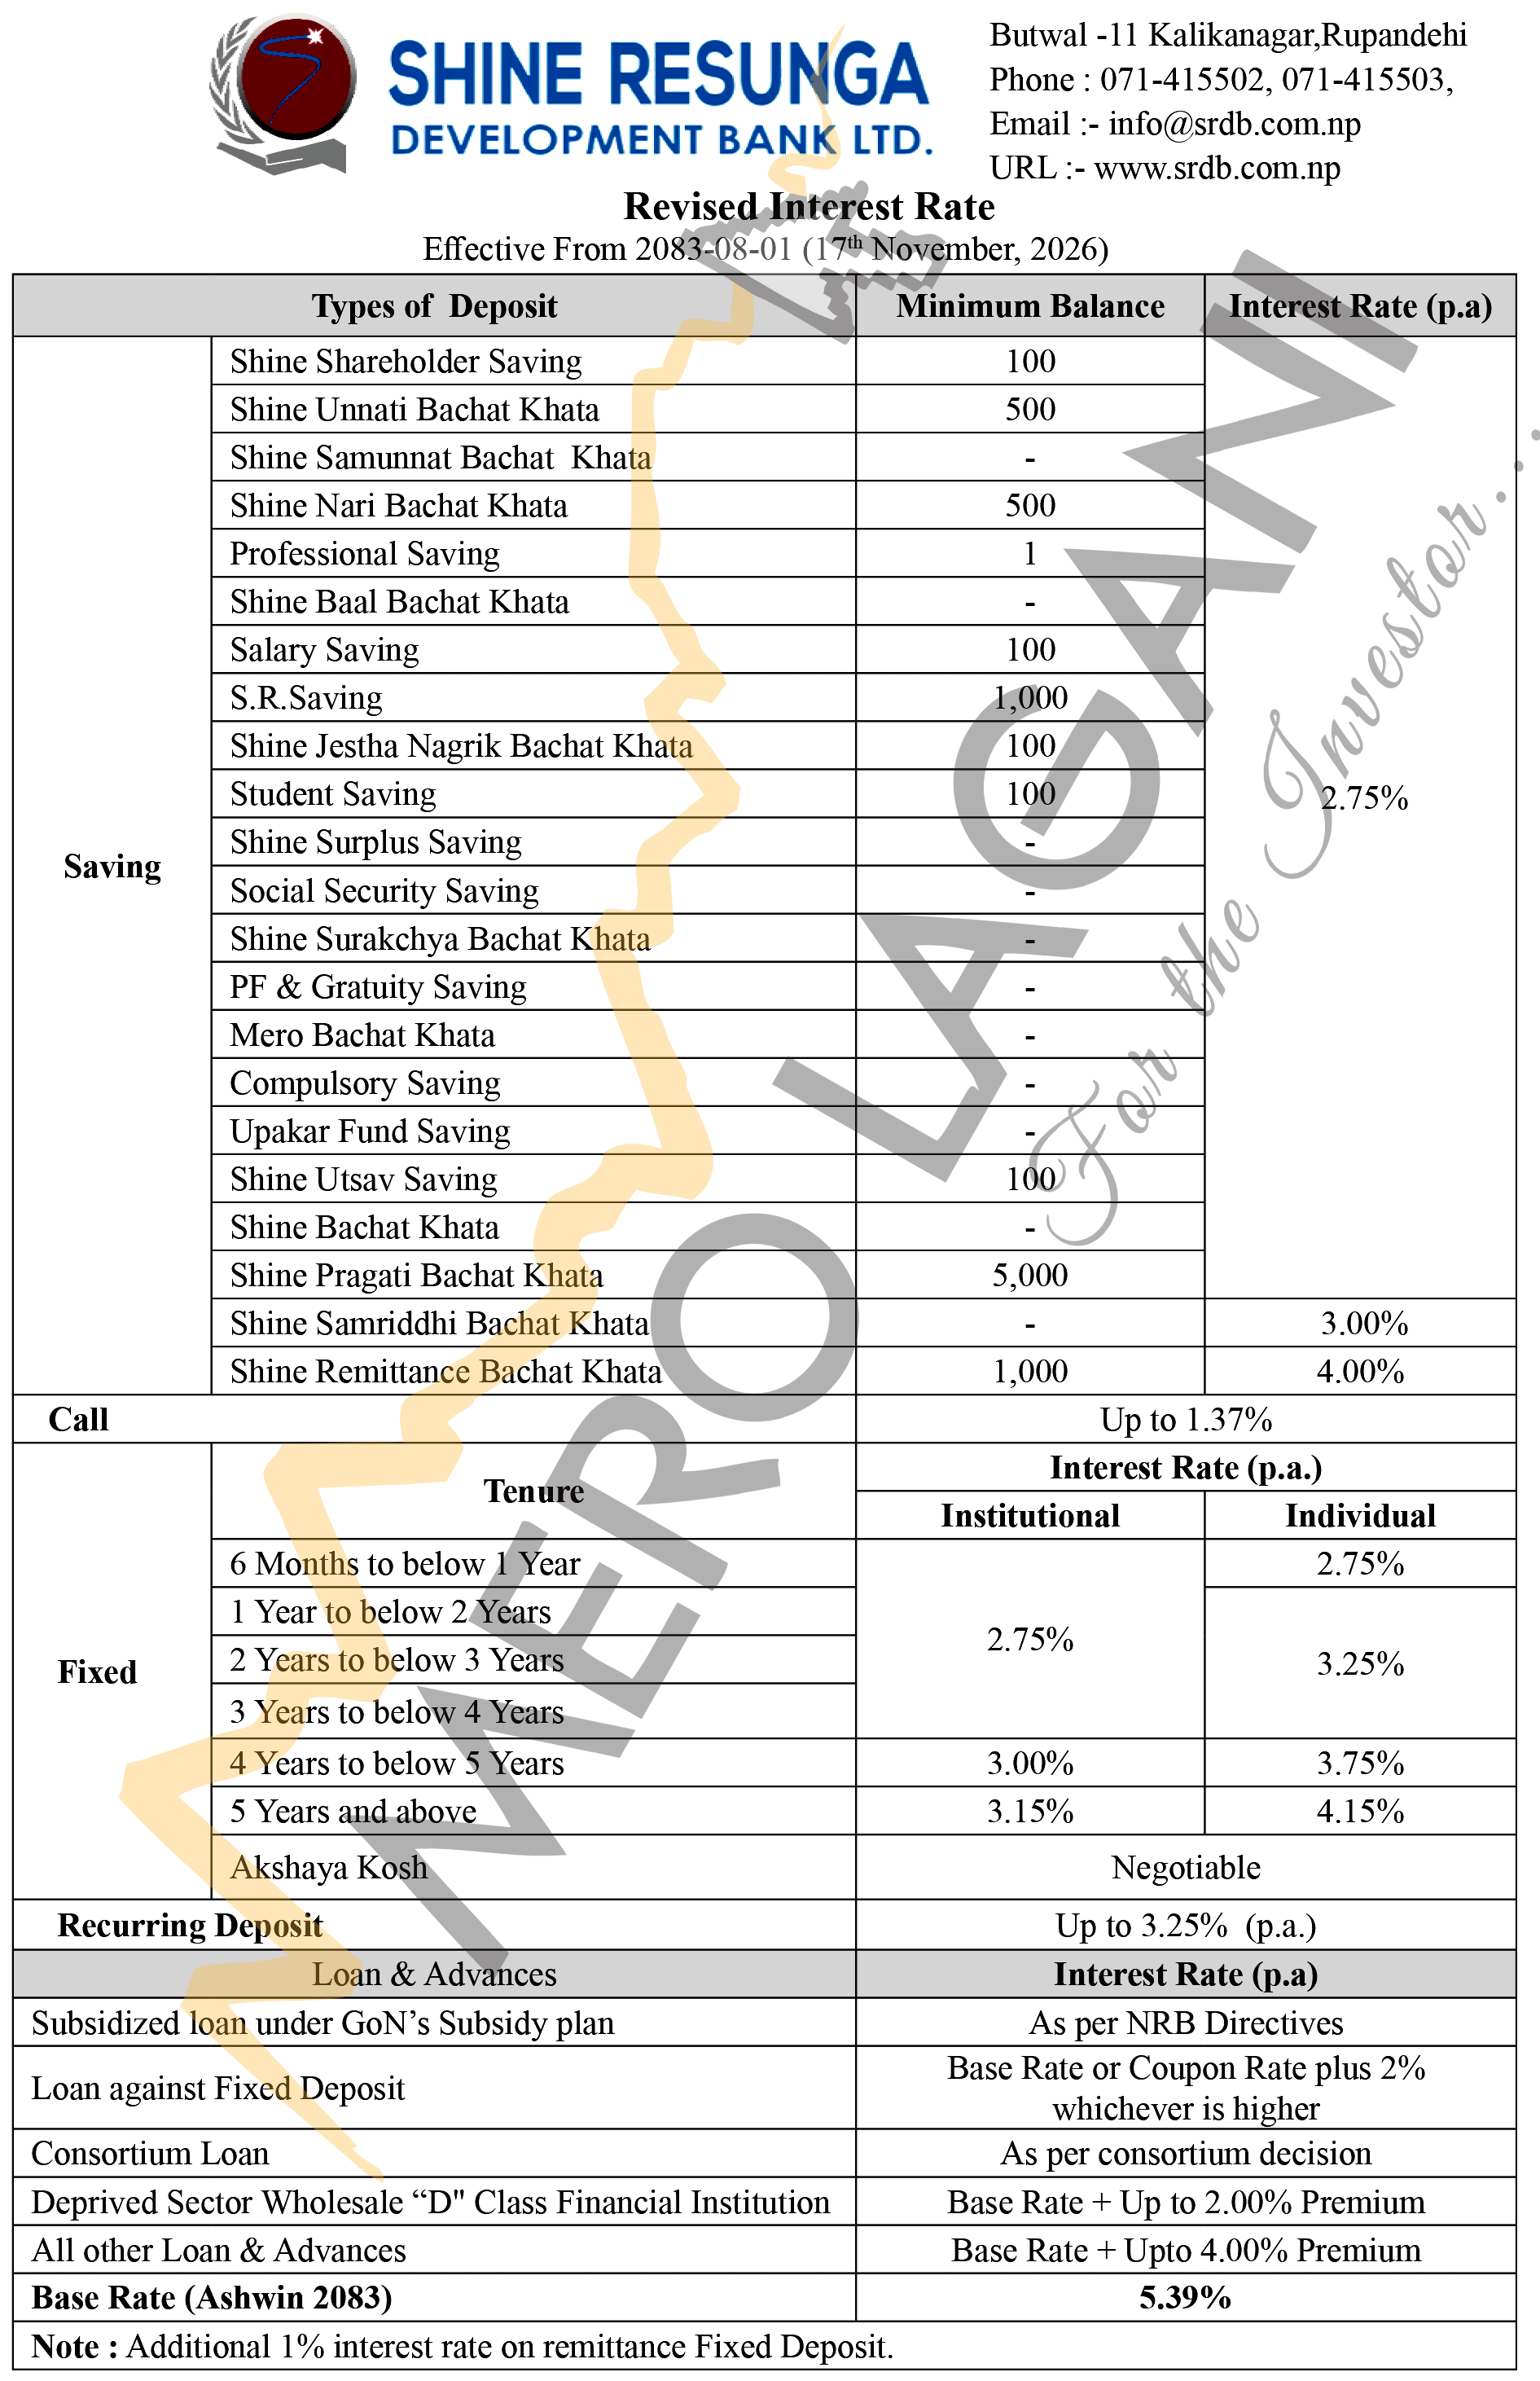 SHINE RESUNGA
DEVELOPMENT BANK LTD.
Butwal -11 Kalikanagar,Rupandehi
Phone : 071-415502, 071-415503,
Email :- info@srdb.com.np
URL :- www.srdb.com.np
Revised Interest Rate
Effective From 2083-08-01 (17th November, 2026)
Types of Deposit Minimum Balance Interest Rate (p.a)
Saving
Shine Shareholder Saving 100
Shine Unnati Bachat Khata 500
Shine Samunnat Bachat Khata -
Shine Nari Bachat Khata 500
Professional Saving 1
Shine Baal Bachat Khata -
Salary Saving 100
S.R.Saving 1,000
Shine Jestha Nagrik Bachat Khata 100
Student Saving 100
2.75%
Shine Surplus Saving -
Social Security Saving -
Shine Surakchya Bachat Khata -
PF & Gratuity Saving -
Mero Bachat Khata -
Compulsory Saving -
Upakar Fund Saving -
Shine Utsav Saving 100
Shine Bachat Khata -
Shine Pragati Bachat Khata 5,000
Shine Samriddhi Bachat Khata - 3.00%
Shine Remittance Bachat Khata 1,000 4.00%
Call Up to 1.37%
Fixed
Tenure
Interest Rate (p.a.)
Institutional Individual
6 Months to below 1 Year 2.75%
1 Year to below 2 Years
2.75%
2 Years to below 3 Years 3.25%
3 Years to below 4 Years
4 Years to below 5 Years 3.00% 3.75%
5 Years and above 3.15% 4.15%
Akshaya Kosh Negotiable
Recurring Deposit Up to 3.25% (p.a.)
Loan & Advances Interest Rate (p.a)
Subsidized loan under GoN’s Subsidy plan As per NRB Directives
Loan against Fixed Deposit Base Rate or Coupon Rate plus 2%
whichever is higher
Consortium Loan As per consortium decision
Deprived Sector Wholesale “D" Class Financial Institution Base Rate + Up to 2.00% Premium
All other Loan & Advances Base Rate + Upto 4.00% Premium
Base Rate (Ashwin 2083) 5.39%
Note : Additional 1% interest rate on remittance Fixed Deposit.
MERO LAGANI
For the Investor...